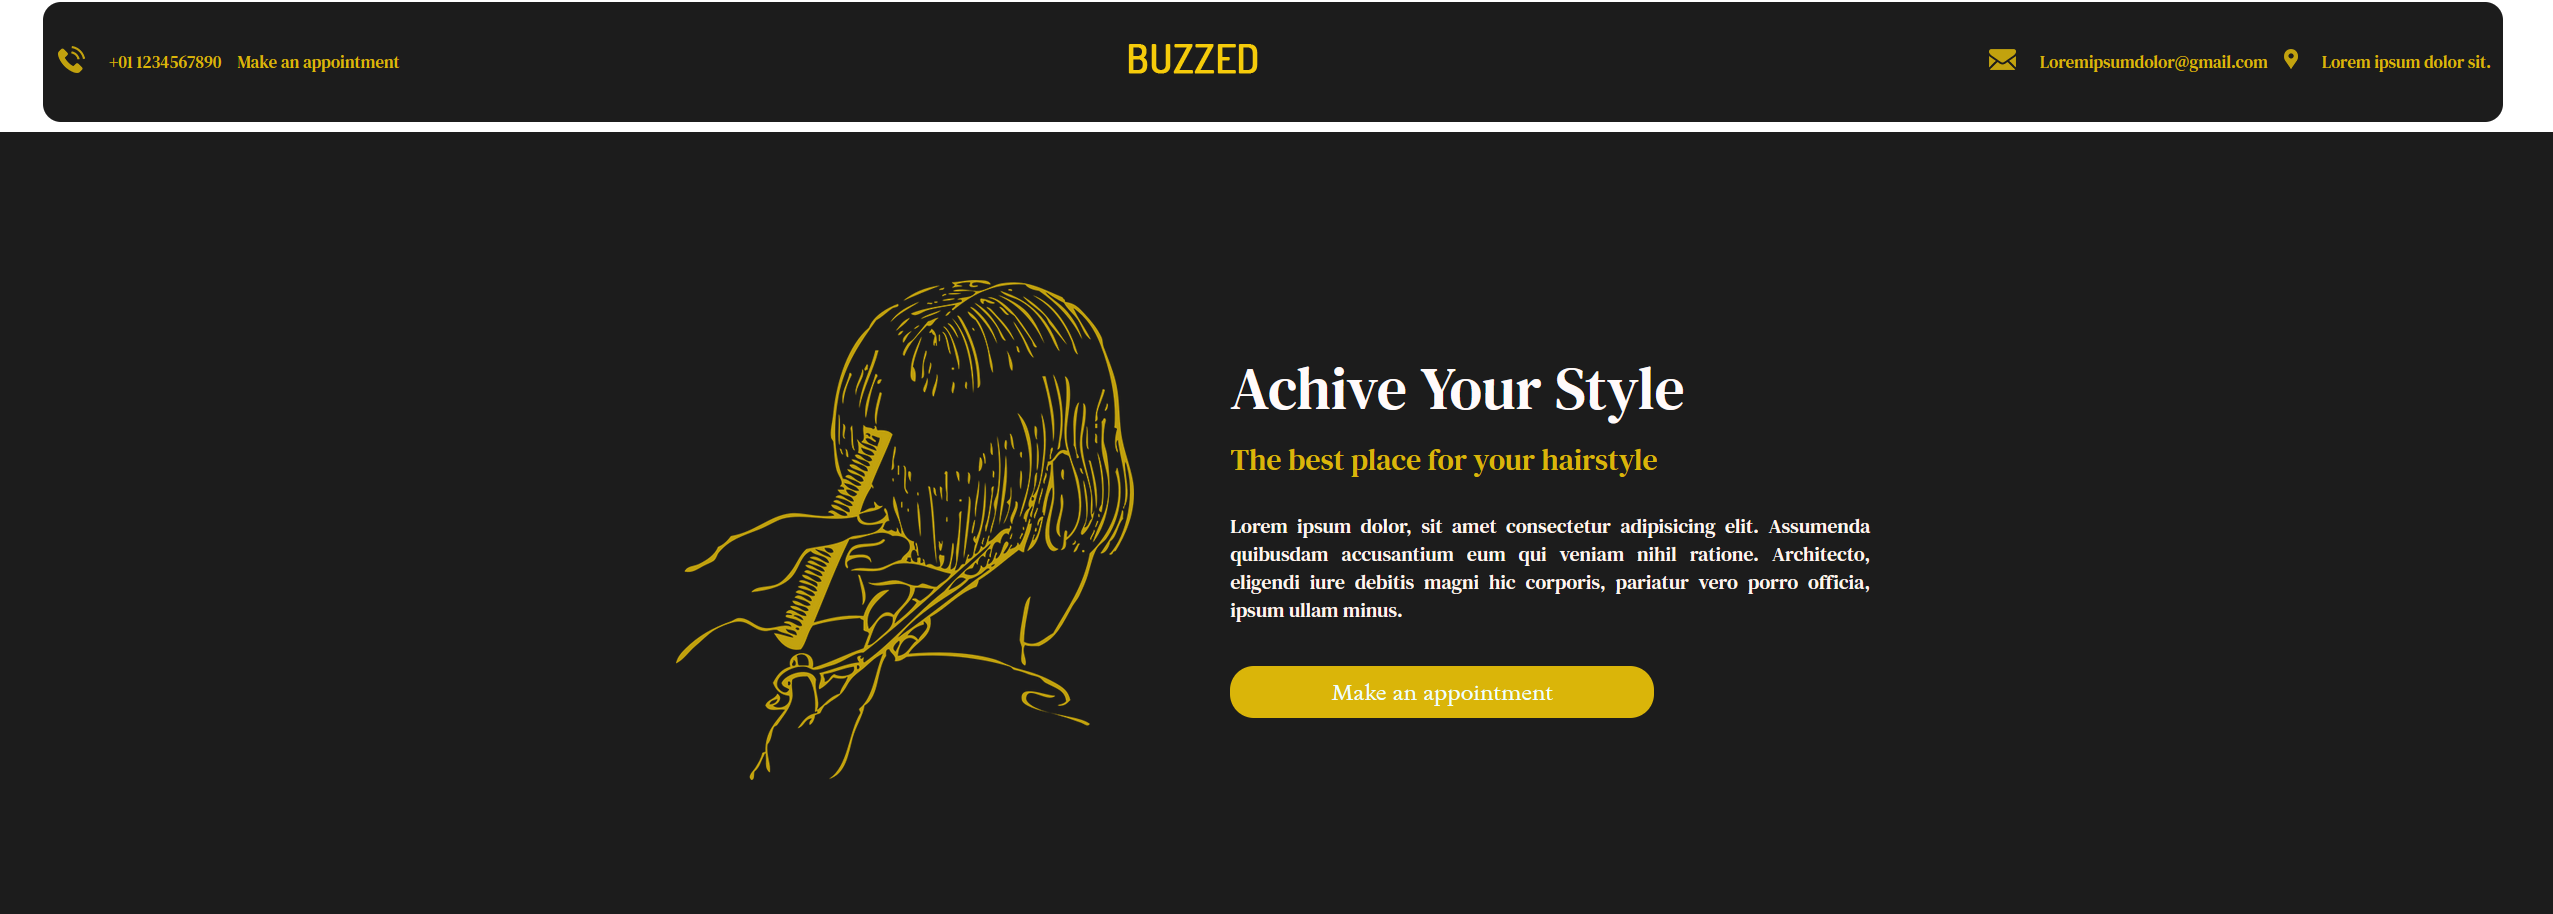 +01 1234567890 Make an appointment
BUZZED
Loremipsumdolor@gmail.com Lorem ipsum dolor sit.
Achive Your Style
The best place for your hairstyle
Lorem ipsum dolor, sit amet consectetur adipisicing elit. Assumenda
quibusdam accusantium eum qui veniam nihil ratione. Architecto,
eligendi iure debitis magni hic corporis, pariatur vero porro officia,
ipsum ullam minus.
Make an appointment